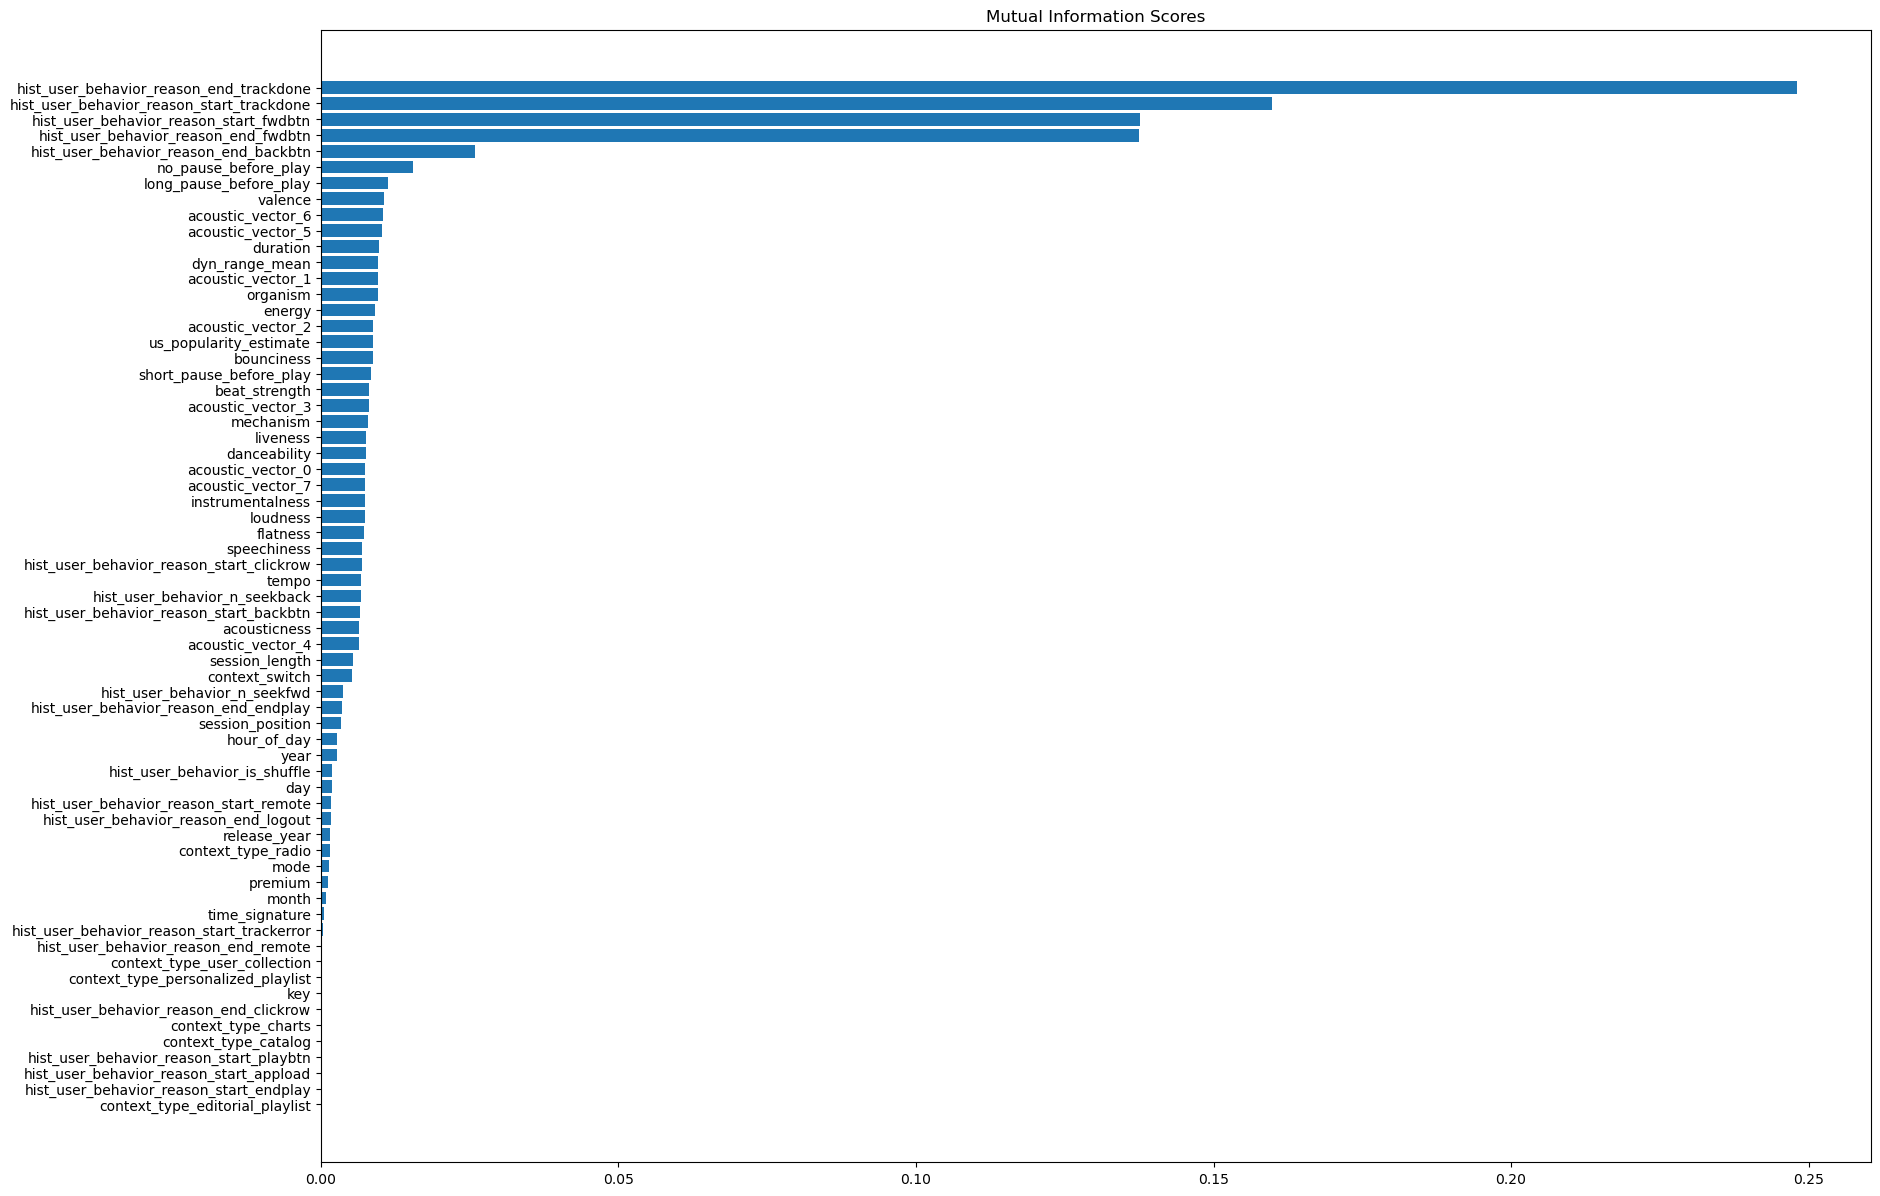 Mutual Information Scores
hist_user_behavior_reason_end_trackdone
hist_user_behavior_reason_start_trackdone
hist_user_behavior_reason_start_fwdbtn
hist_user_behavior_reason_end_fwdbtn
hist_user_behavior_reason_end_backbtn
no_pause_before_play
long_pause_before_play
valence
acoustic_vector_6
acoustic_vector_5
duration
dyn_range_mean
acoustic_vector_1
organism
energy
acoustic_vector_2
us_popularity_estimate
bounciness
short_pause_before_play
beat_strength
acoustic_vector_3
mechanism
liveness
danceability
acoustic_vector_0
acoustic_vector_7
instrumentalness
loudness
flatness
speechiness
hist_user_behavior_reason_start_clickrow
tempo
hist_user_behavior_n_seekback
hist_user_behavior_reason_start_backbtn
acousticness
acoustic_vector_4
session_length
context_switch
hist_user_behavior_n_seekfwd
hist_user_behavior_reason_end_endplay
session_position
hour_of_day
year
hist_user_behavior_is_shuffle
day
hist_user_behavior_reason_start_remote
hist_user_behavior_reason_end_logout
release_year
context_type_radio
mode
premium
month
time_signature
hist_user_behavior_reason_start_trackerror
hist_user_behavior_reason_end_remote
context_type_user_collection
context_type_personalized_playlist
key
hist_user_behavior_reason_end_clickrow
context_type_charts
context_type_catalog
hist_user_behavior_reason_start_playbtn
hist_user_behavior_reason_start_appload
hist_user_behavior_reason_start_endplay
context_type_editorial_playlist
0.00 0.05 0.10 0.15 0.20 0.25